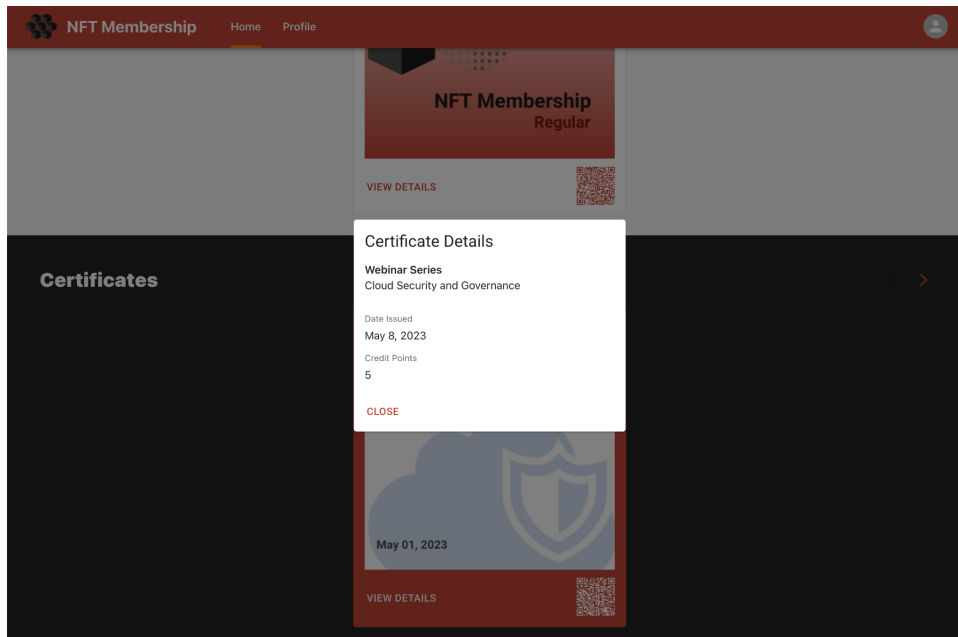 NFT Membership Home Profile
NFT Membership
Regular
VIEW DETAILS
Certificates
Certificate Details
Webinar Series
Cloud Security and Governance
Date Issued
May 8, 2023
Credit Points
5
CLOSE
May 01, 2023
VIEW DETAILS